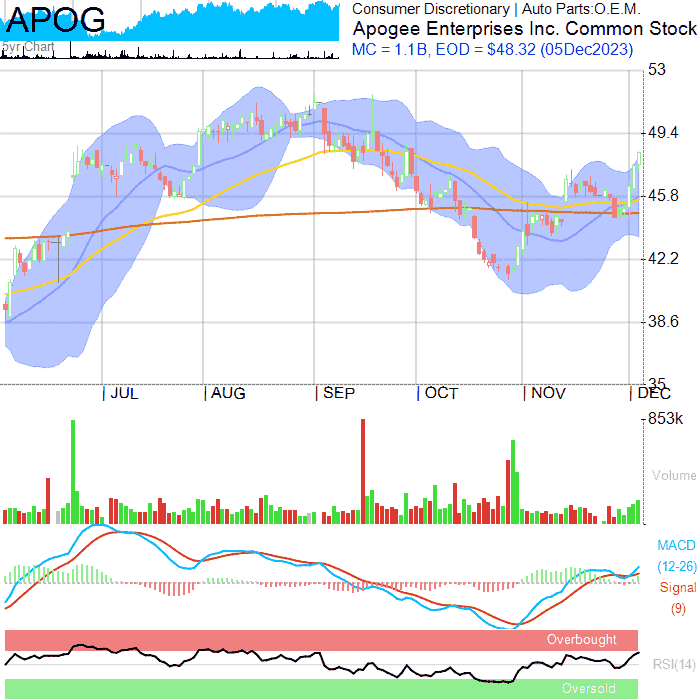 APOG
5yr Chart
Consumer Discretionary | Auto Parts:O.E.M.
Apogee Enterprises Inc. Common Stock
MC = 1.1B, EOD = $48.32 (05Dec2023)
53
49.4
45.8
42.2
38.6
35
JUL AUG SEP OCT NOV DEC
853k
Volume
MACD
(12-26)
Signal
(9)
Overbought
RSI(14)
Oversold